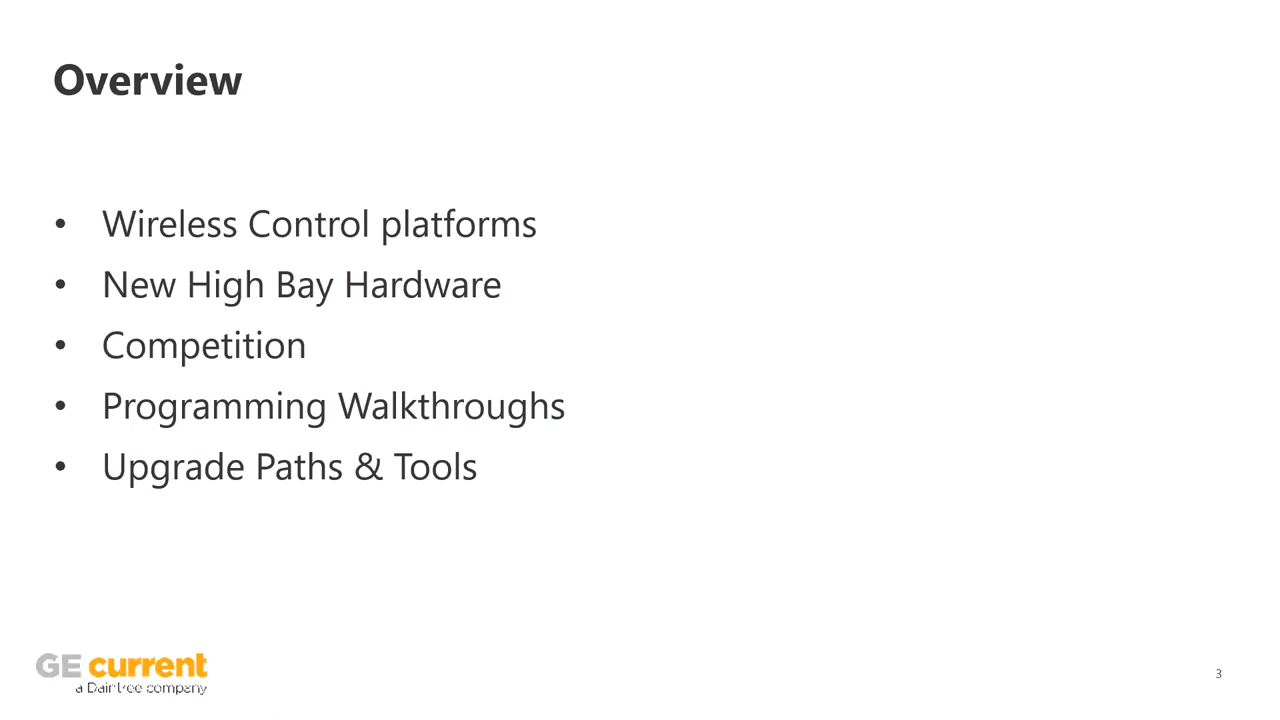 Overview
• Wireless Control platforms
• New High Bay Hardware
• Competition
• Programming Walkthroughs
• Upgrade Paths & Tools
GE current
a Daintree company
3